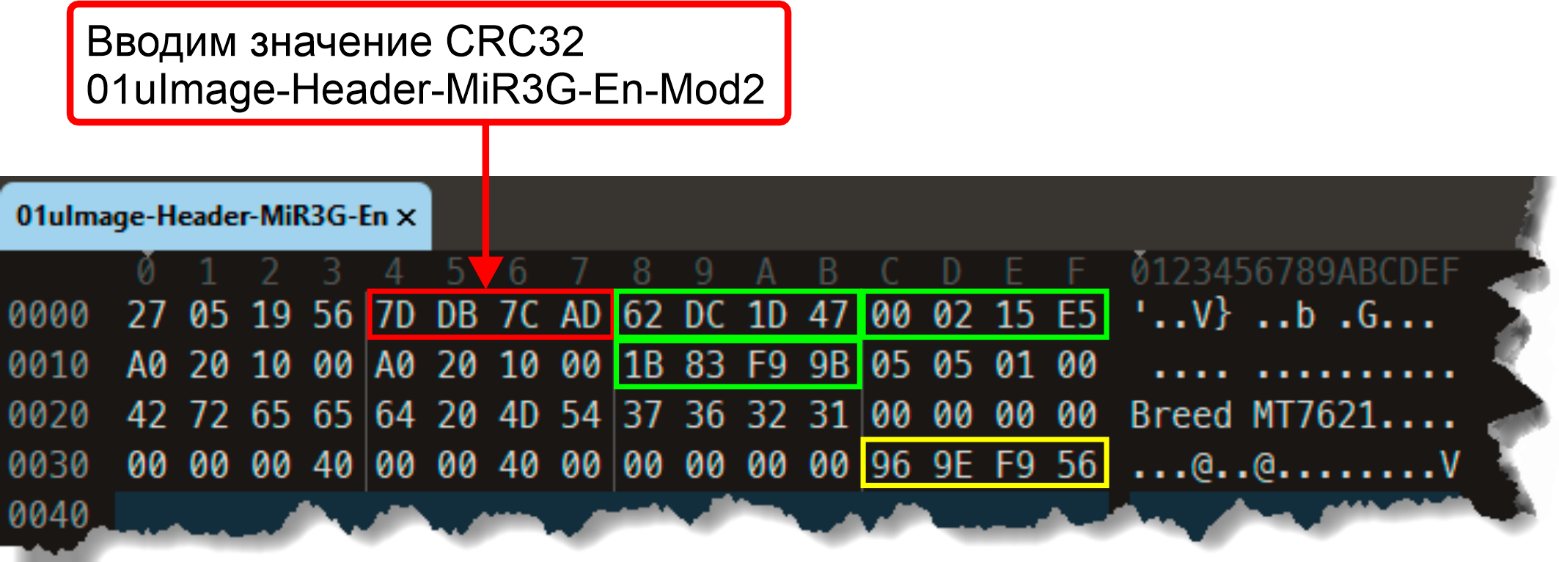 Вводим значение CRC32
01uImage-Header-MiR3G-En-Mod2
01uImage-Header-MiR3G-En ×
0 1 2 3 4 5 6 7 8 9 A B C D E F 0123456789ABCDEF
0000 27 05 19 56 7D DB 7C AD 62 DC 1D 47 00 02 15 E5 '..V} ..b .G...
0010 A0 20 10 00 A0 20 10 00 1B 83 F9 9B 05 05 01 00 .... ..........
0020 42 72 65 65 64 20 4D 54 37 36 32 31 00 00 00 00 Breed MT7621....
0030 00 00 00 40 00 00 40 00 00 00 00 00 96 9E F9 56 ...@..@........V
0040